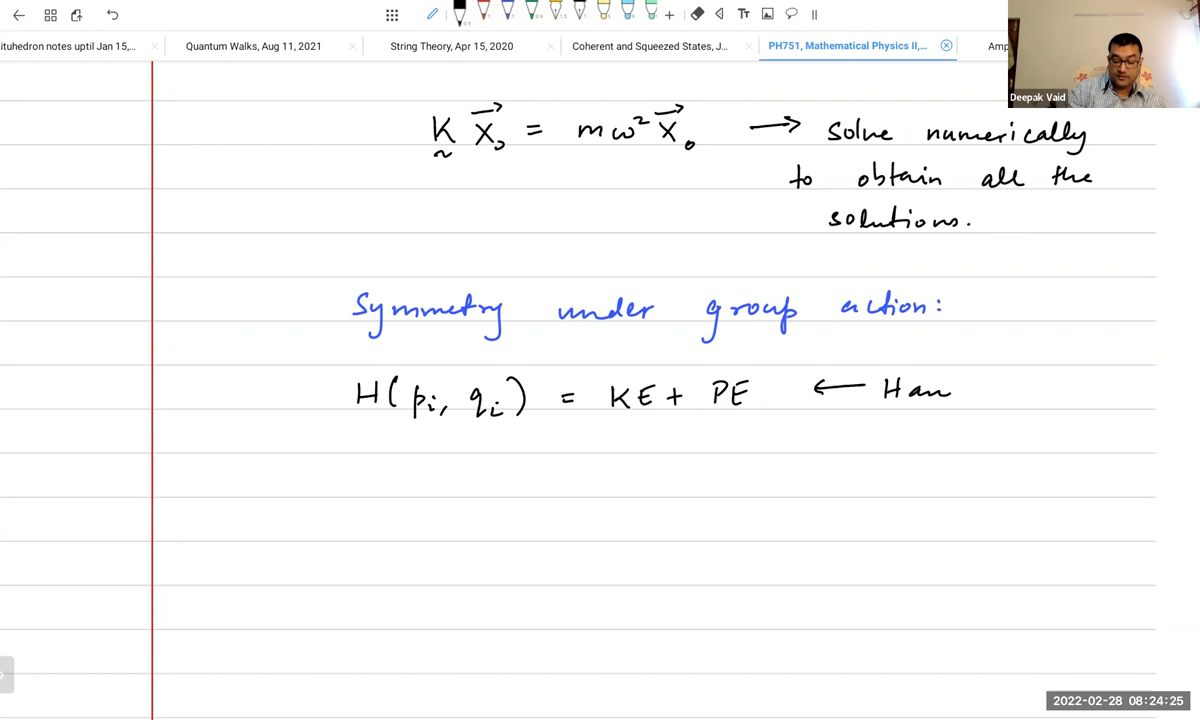 ituhedron notes uptil Jan 15,...
Quantum Walks, Aug 11, 2021
String Theory, Apr 15, 2020
Coherent and Squeezed States, J...
PH751, Mathematical Physics II,...
Amp
Deepak Vaid
K X₀ = mω² X₀ → solve numerically
to obtain all the
solutions.
Symmetry under group action:
H(pi, qi) = KE + PE ← Ham
2022-02-28 08:24:25